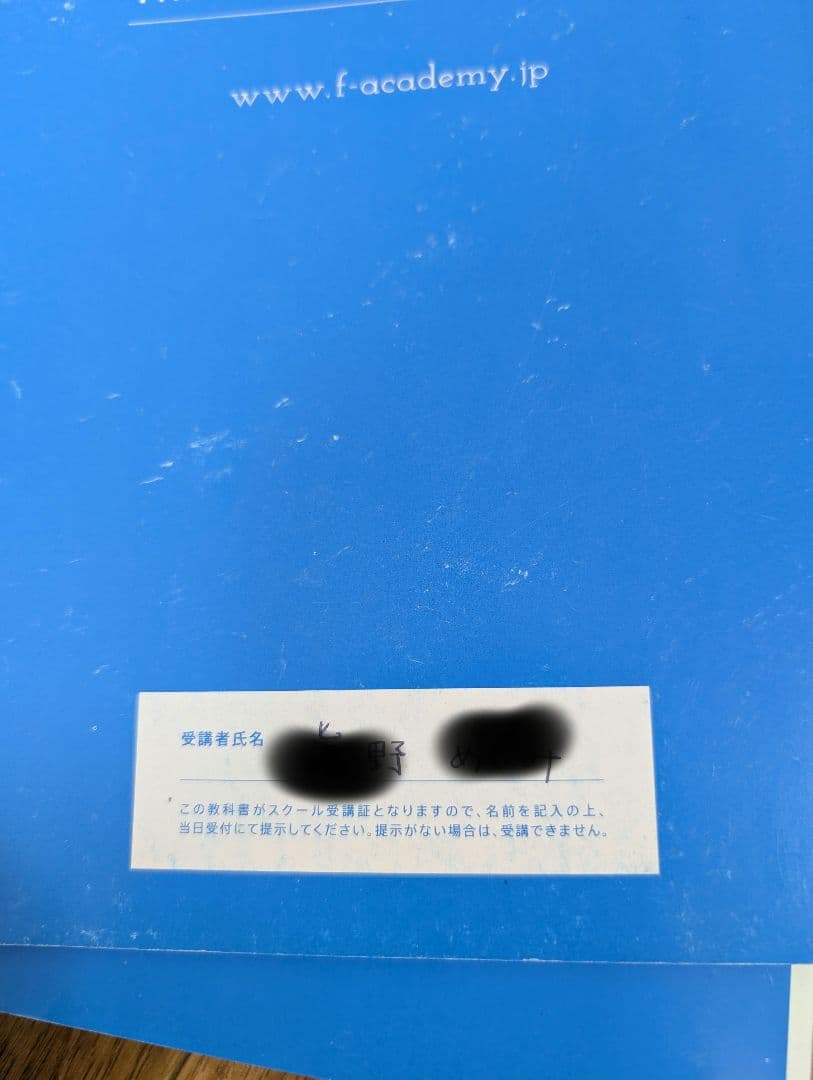 www.f-academy.jp
受講者氏名 野
この教科書がスクール受講証となりますので、名前を記入の上、
当日受付にて提示してください。提示がない場合は、受講できません。